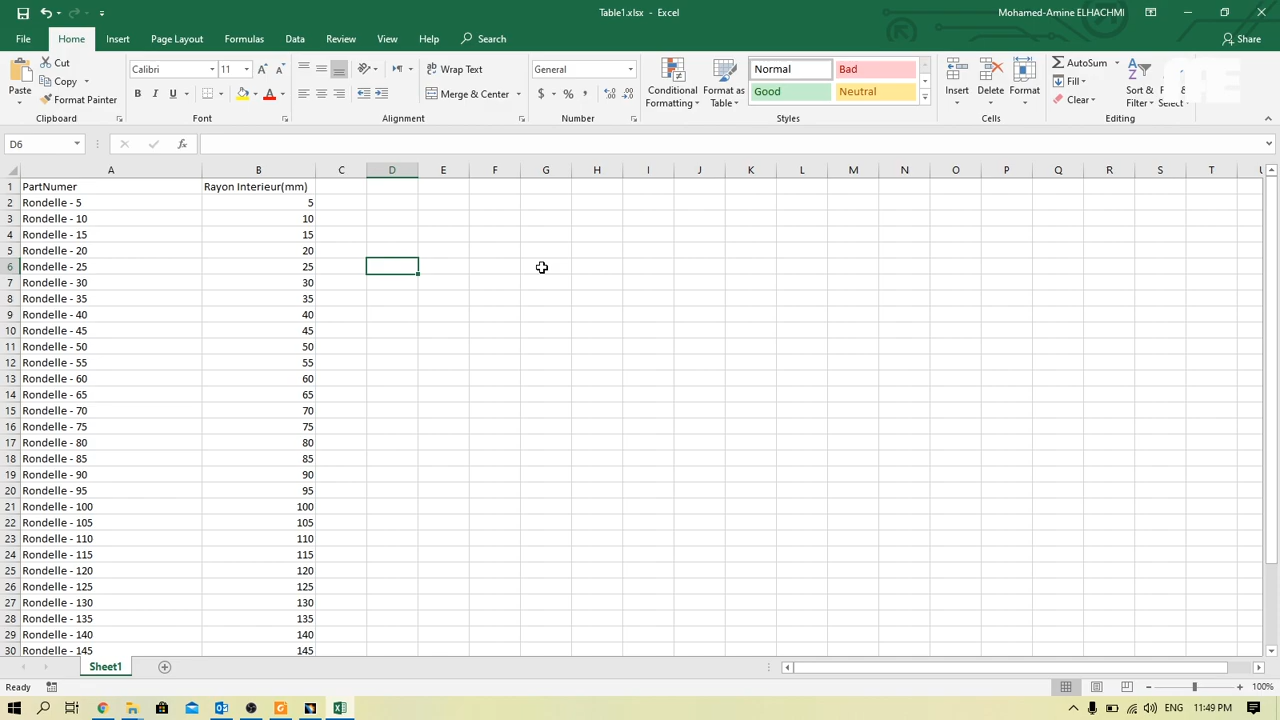 Table1.xlsx - Excel
Mohamed-Amine ELHACHMI
File Home Insert Page Layout Formulas Data Review View Help Search Share
Paste
Cut
Copy
Format Painter
Clipboard
Calibri 11
B I U
Font
Wrap Text
Merge & Center
Alignment
General
$ % ,
Number
Conditional Formatting
Format as Table
Normal Bad
Good Neutral
Styles
Insert Delete Format
Cells
AutoSum
Fill
Clear
Sort & Filter
Select
Editing
D6 fx
A B C D E F G H I J K L M N O P Q R S T U
1 PartNumer Rayon Interieur(mm)
2 Rondelle - 5 5
3 Rondelle - 10 10
4 Rondelle - 15 15
5 Rondelle - 20 20
6 Rondelle - 25 25
7 Rondelle - 30 30
8 Rondelle - 35 35
9 Rondelle - 40 40
10 Rondelle - 45 45
11 Rondelle - 50 50
12 Rondelle - 55 55
13 Rondelle - 60 60
14 Rondelle - 65 65
15 Rondelle - 70 70
16 Rondelle - 75 75
17 Rondelle - 80 80
18 Rondelle - 85 85
19 Rondelle - 90 90
20 Rondelle - 95 95
21 Rondelle - 100 100
22 Rondelle - 105 105
23 Rondelle - 110 110
24 Rondelle - 115 115
25 Rondelle - 120 120
26 Rondelle - 125 125
27 Rondelle - 130 130
28 Rondelle - 135 135
29 Rondelle - 140 140
30 Rondelle - 145 145
Sheet1
Ready 100%
11:49 PM